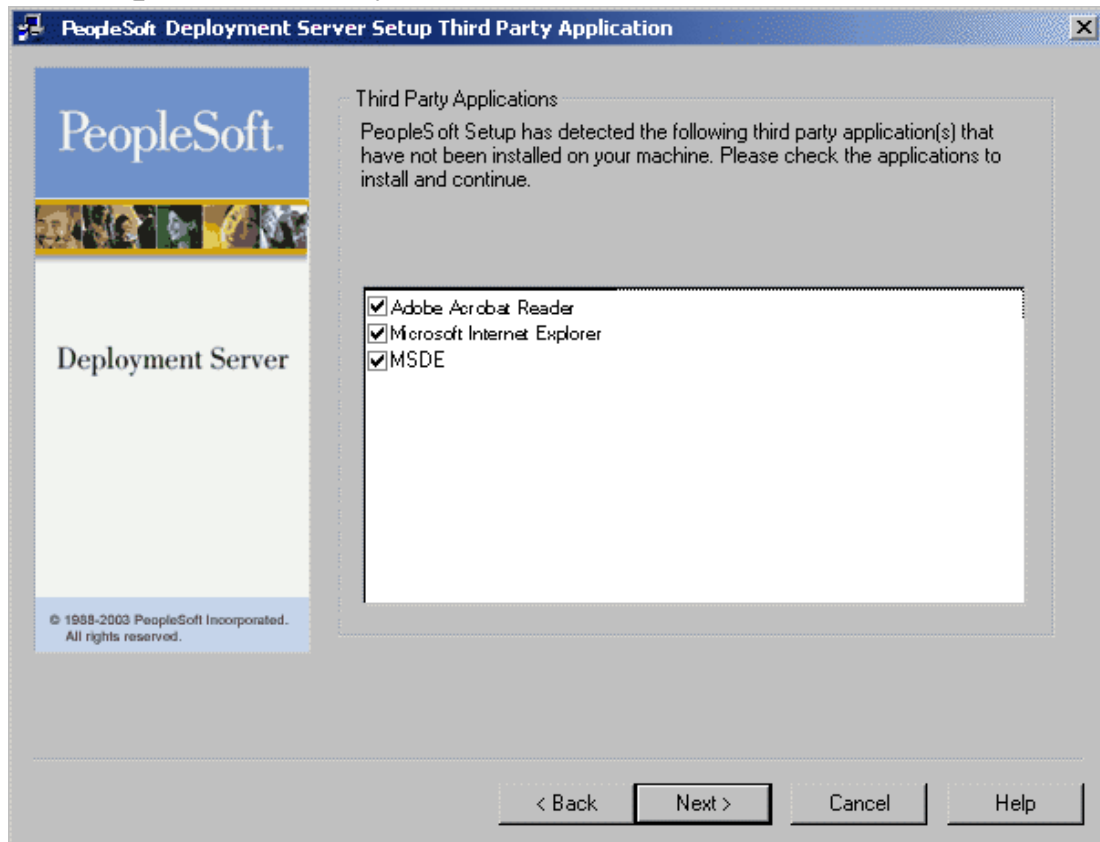 PeopleSoft Deployment Server Setup Third Party Application
PeopleSoft.
Deployment Server
© 1988-2003 PeopleSoft Incorporated.
All rights reserved.
Third Party Applications
PeopleSoft Setup has detected the following third party application(s) that
have not been installed on your machine. Please check the applications to
install and continue.
Adobe Acrobat Reader
Microsoft Internet Explorer
MSDE
< Back
Next >
Cancel
Help